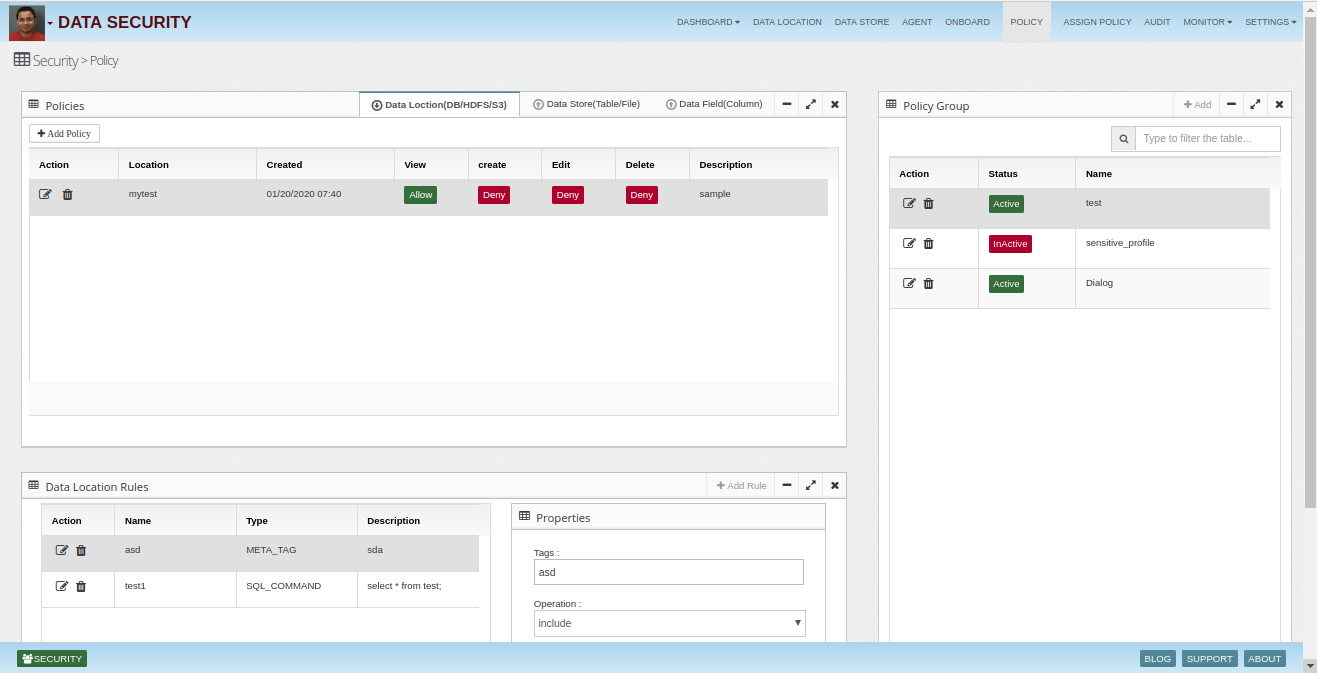 DATA SECURITY
DASHBOARD DATA LOCATION DATA STORE AGENT ONBOARD POLICY ASSIGN POLICY AUDIT MONITOR SETTINGS
Security > Policy
Policies
Data Loction(DB/HDFS/S3) Data Store(Table/File) Data Field(Column)
Add Policy
Action Location Created View create Edit Delete Description
mytest 01/20/2020 07:40 Allow Deny Deny Deny sample
Policy Group
Add
Type to filter the table...
Action Status Name
Active test
InActive sensitive_profile
Active Dialog
Data Location Rules
Add Rule
Action Name Type Description
asd META_TAG sda
test1 SQL_COMMAND select * from test;
Properties
Tags :
asd
Operation :
include
SECURITY
BLOG SUPPORT ABOUT